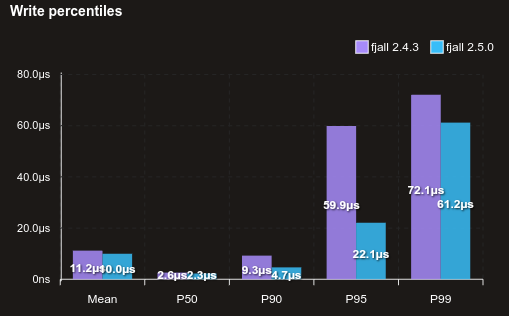 Write percentiles
fjall 2.4.3 fjall 2.5.0
80.0µs
60.0µs
40.0µs
20.0µs
0ns
11.2µs 10.0µs 2.6µs 2.3µs 9.3µs 4.7µs 59.9µs 22.1µs 72.1µs 61.2µs
Mean P50 P90 P95 P99